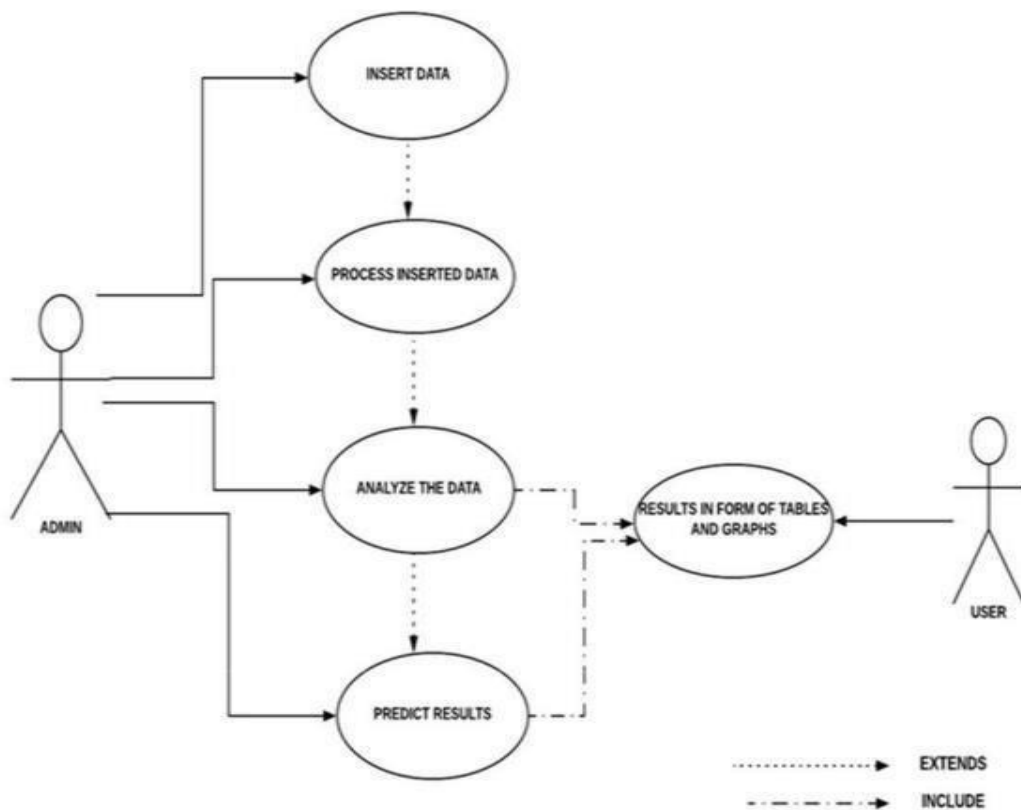 INSERT DATA
PROCESS INSERTED DATA
ANALYZE THE DATA
RESULTS IN FORM OF TABLES
AND GRAPHS
ADMIN
USER
PREDICT RESULTS
EXTENDS
INCLUDE